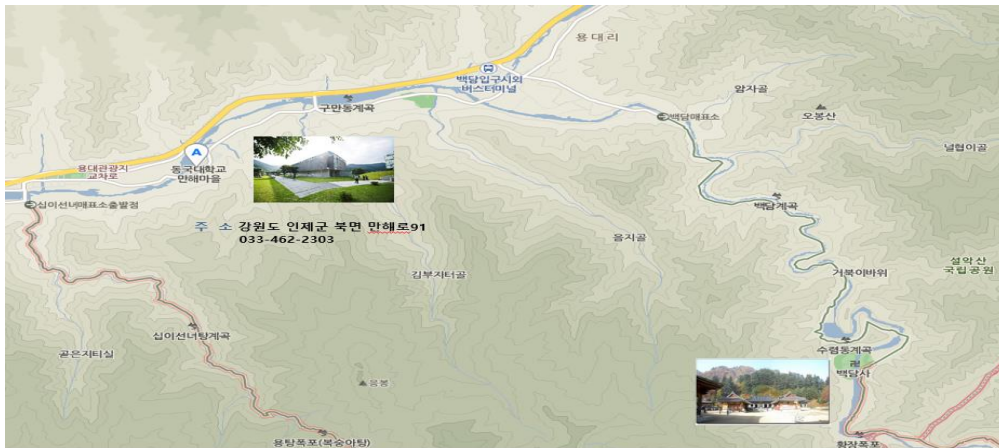 용대리
백담입구시외
버스터미널
암자골
구만동계곡
백담매표소
오봉산
널협이골
A
용대관광지
교차로
동국대학교
만해마을
십이선녀매표소출발점
백담계곡
주 소 강원도 인제군 북면 만해로91
033-462-2303
음지골
설악산
국립공원
김부지터골
거북이바위
십이선녀탕계곡
수렴동계곡
곧은지티실
백담사
응봉
용탕폭포(복숭아탕)
황장폭포